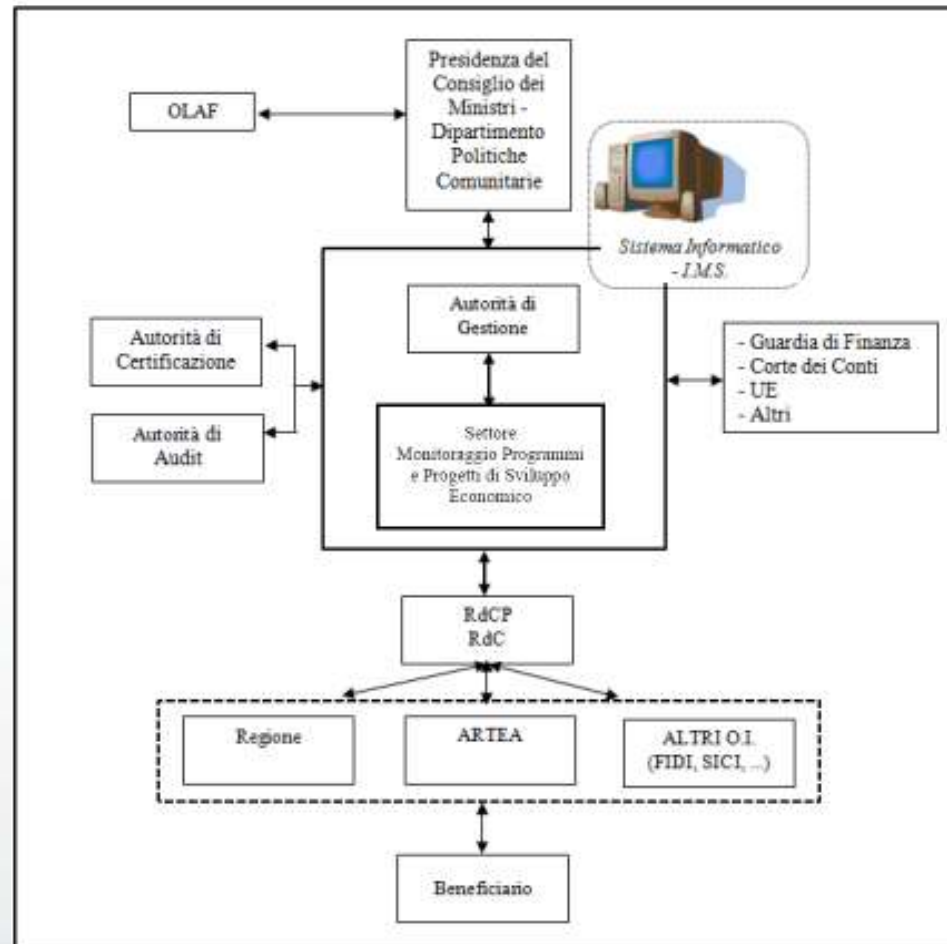 Presidenza del
Consiglio dei
Ministri -
Dipartimento
Politiche
Comunitarie
OLAF
Sistema Informatico
- I.M.S.
Autorità di
Gestione
Autorità di
Certificazione
- Guardia di Finanza
- Corte dei Conti
- UE
- Altri
Autorità di
Audit
Settore
Monitoraggio Programmi
e Progetti di Sviluppo
Economico
RdCP
RdC
Regione
ARTEA
ALTRI O.I.
(FIDI, SICI, ...)
Beneficiario